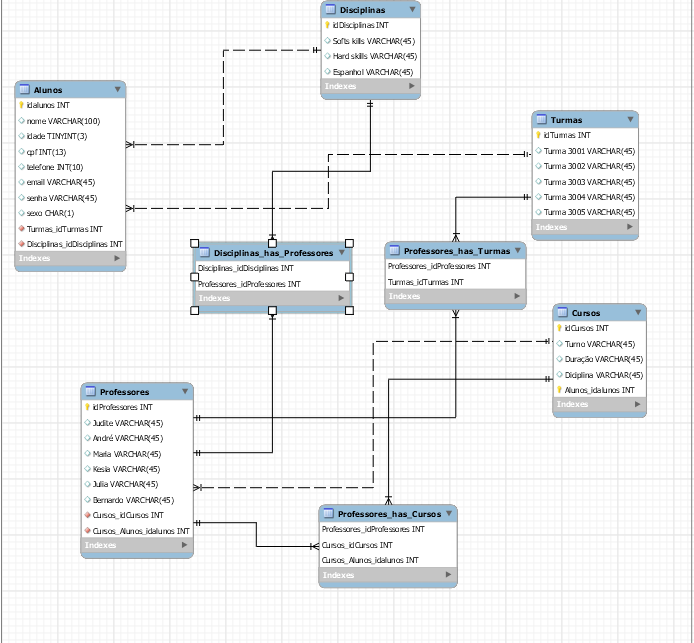 Disciplinas
idDisciplinas INT
Softs kills VARCHAR(45)
Hard skills VARCHAR(45)
Espanhol VARCHAR(45)
Indexes
Alunos
idalunos INT
nome VARCHAR(100)
idade TINYINT(3)
cpf INT(13)
telefone INT(10)
email VARCHAR(45)
senha VARCHAR(45)
sexo CHAR(1)
Turmas_idTurmas INT
Disciplinas_idDisciplinas INT
Indexes
Turmas
idTurmas INT
Turma 3001 VARCHAR(45)
Turma 3002 VARCHAR(45)
Turma 3003 VARCHAR(45)
Turma 3004 VARCHAR(45)
Turma 3005 VARCHAR(45)
Indexes
Disciplinas_has_Professores
Disciplinas_idDisciplinas INT
Professores_idProfessores INT
Indexes
Professores_has_Turmas
Professores_idProfessores INT
Turmas_idTurmas INT
Indexes
Cursos
idCursos INT
Turno VARCHAR(45)
Duração VARCHAR(45)
Diciplina VARCHAR(45)
Alunos_idalunos INT
Indexes
Professores
idProfessores INT
Judite VARCHAR(45)
André VARCHAR(45)
Maria VARCHAR(45)
Kesia VARCHAR(45)
Julia VARCHAR(45)
Bernardo VARCHAR(45)
Cursos_idCursos INT
Cursos_Alunos_idalunos INT
Indexes
Professores_has_Cursos
Professores_idProfessores INT
Cursos_idCursos INT
Cursos_Alunos_idalunos INT
Indexes